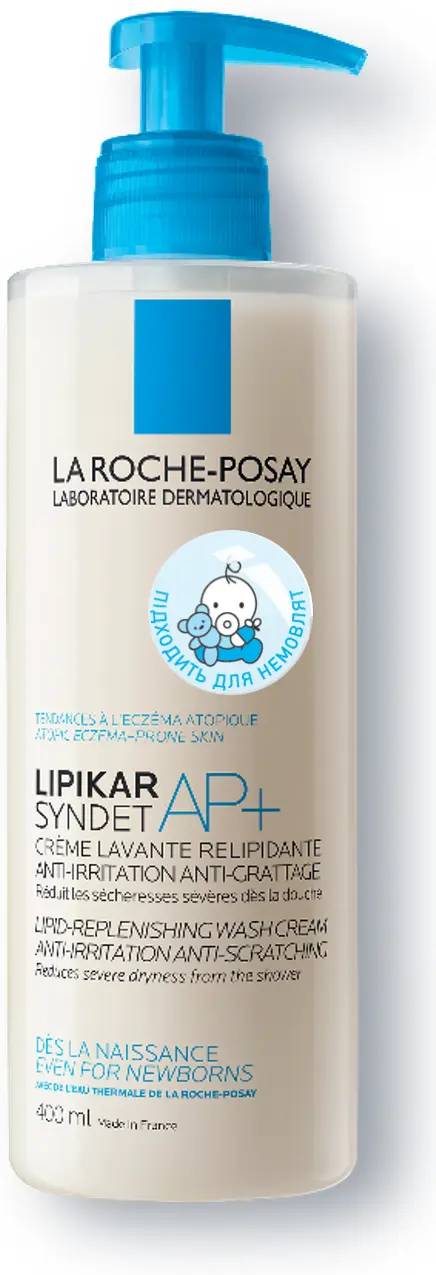 LA ROCHE-POSAY
LABORATOIRE DERMATOLOGIQUE
ПІДХОДИТЬ ДЛЯ НЕМОВЛЯТ
TENDANCES À L'ECZÉMA ATOPIQUE
ATOPIC ECZEMA-PRONE SKIN
LIPIKAR
SYNDET AP+
CRÈME LAVANTE RELIPIDANTE
ANTI-IRRITATION ANTI-GRATTAGE
Réduit les sécheresses sévères dès la douche
LIPID-REPLENISHING WASH CREAM
ANTI-IRRITATION ANTI-SCRATCHING
Reduces severe dryness from the shower
DÈS LA NAISSANCE
EVEN FOR NEWBORNS
AVEC DE L'EAU THERMALE DE LA ROCHE-POSAY
400 ml Made in France